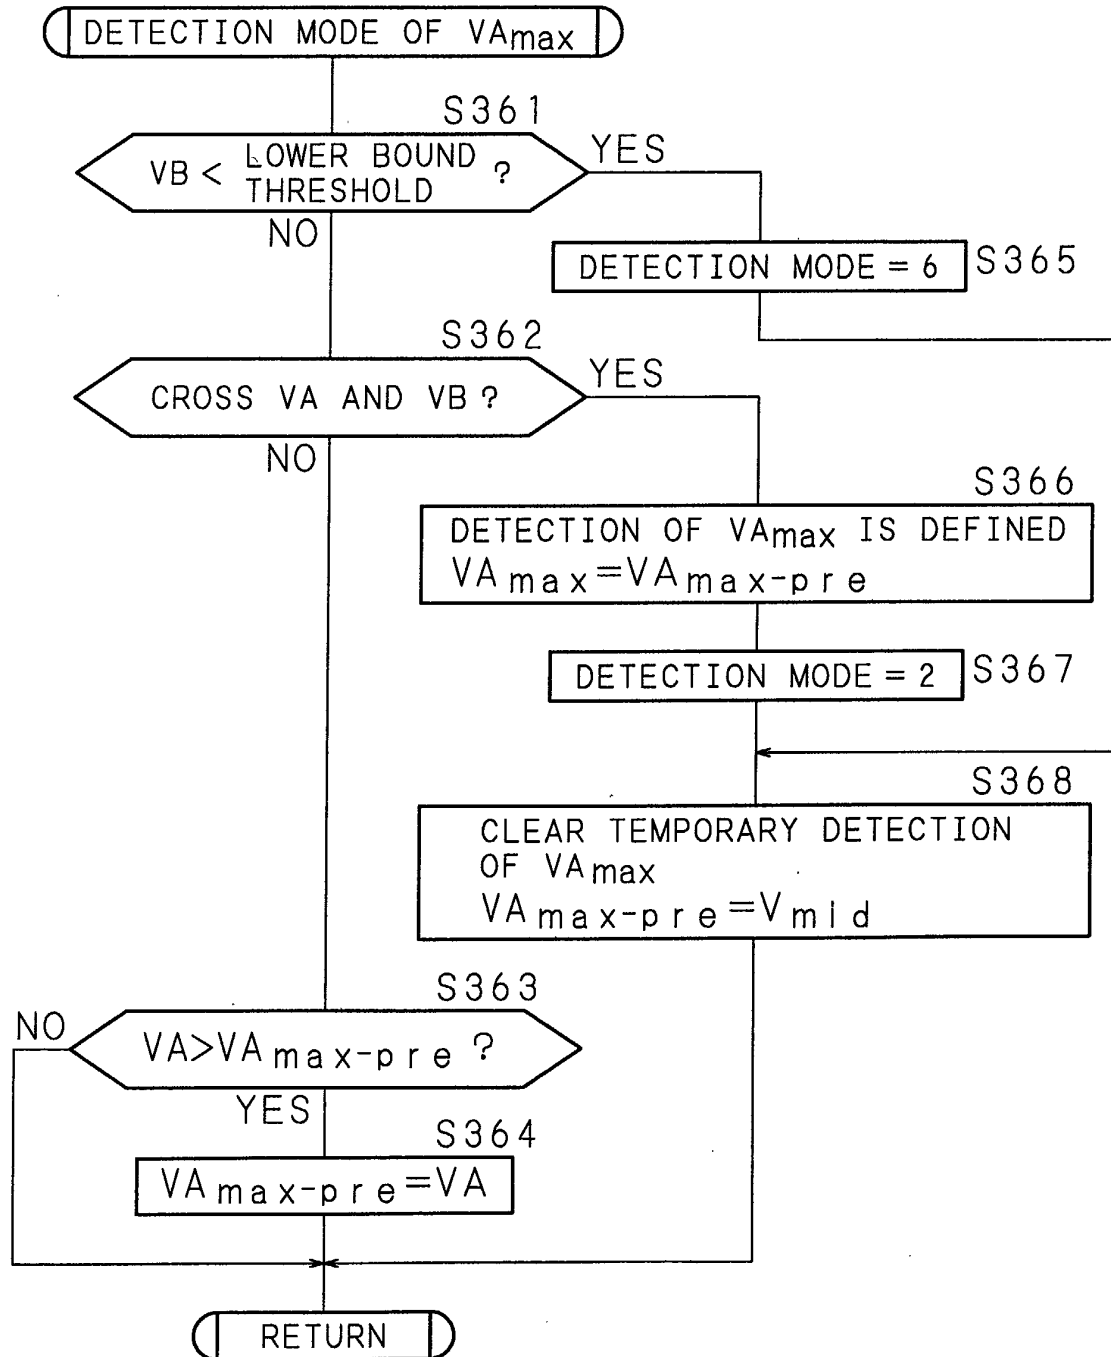 DETECTION MODE OF VAmax
S361
VB < LOWER BOUND THRESHOLD ?
YES
NO
DETECTION MODE = 6
S365
S362
CROSS VA AND VB ?
YES
NO
S366
DETECTION OF VAmax IS DEFINED
VAmax=VAmax-pre
DETECTION MODE = 2
S367
S368
CLEAR TEMPORARY DETECTION
OF VAmax
VAmax-pre=Vmid
S363
NO
VA>VAmax-pre ?
YES
S364
VAmax-pre=VA
RETURN